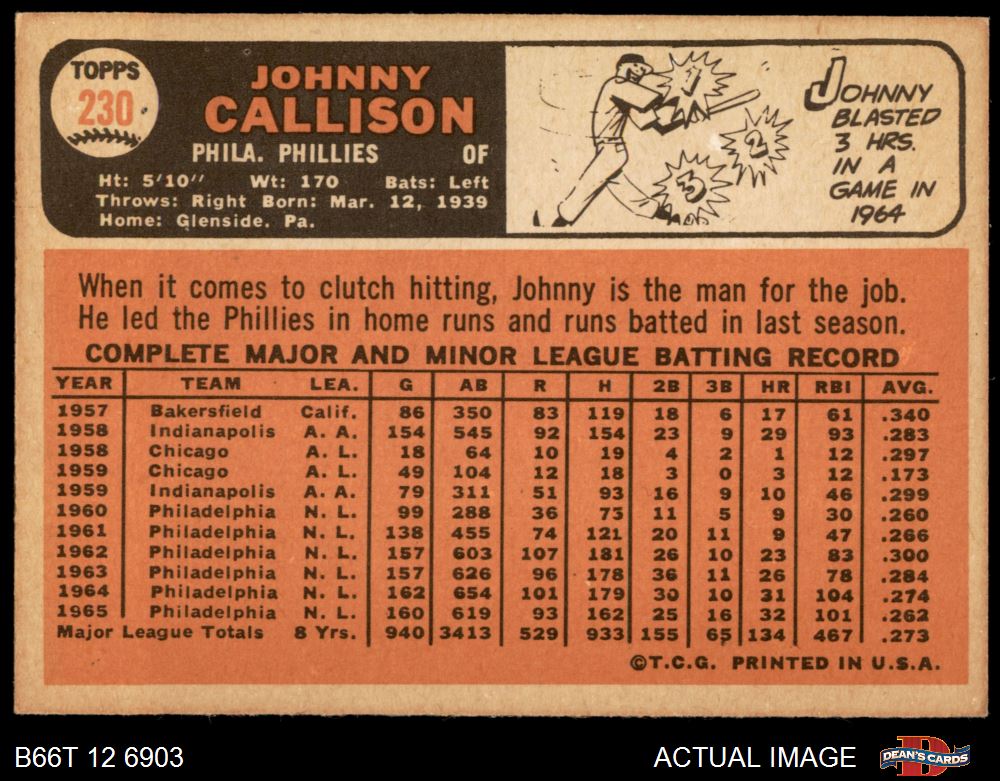 TOPPS
230
JOHNNY
CALLISON
PHILA. PHILLIES OF
Ht: 5'10" Wt: 170 Bats: Left
Throws: Right Born: Mar. 12, 1939
Home: Glenside. Pa.
1
2
3
JOHNNY
BLASTED
3 HRS.
IN A
GAME IN
1964
When it comes to clutch hitting, Johnny is the man for the job.
He led the Phillies in home runs and runs batted in last season.
COMPLETE MAJOR AND MINOR LEAGUE BATTING RECORD
YEAR TEAM LEA. G AB R H 2B 3B HR RBI AVG.
1957 Bakersfield Calif. 86 350 83 119 18 6 17 61 .340
1958 Indianapolis A. A. 154 545 92 154 23 9 29 93 .283
1958 Chicago A. L. 18 64 10 19 4 2 1 12 .297
1959 Chicago A. L. 49 104 12 18 3 0 3 12 .173
1959 Indianapolis A. A. 79 311 51 93 16 9 10 46 .299
1960 Philadelphia N. L. 99 288 36 75 11 5 9 30 .260
1961 Philadelphia N. L. 138 455 74 121 20 11 9 47 .266
1962 Philadelphia N. L. 157 603 107 181 26 10 23 83 .300
1963 Philadelphia N. L. 157 626 96 178 36 11 26 78 .284
1964 Philadelphia N. L. 162 654 101 179 30 10 31 104 .274
1965 Philadelphia N. L. 160 619 93 162 25 16 32 101 .262
Major League Totals 8 Yrs. 940 3413 529 933 155 65 134 467 .273
©T.C.G. PRINTED IN U.S.A.
B66T 12 6903
ACTUAL IMAGE
DEAN'S CARDS